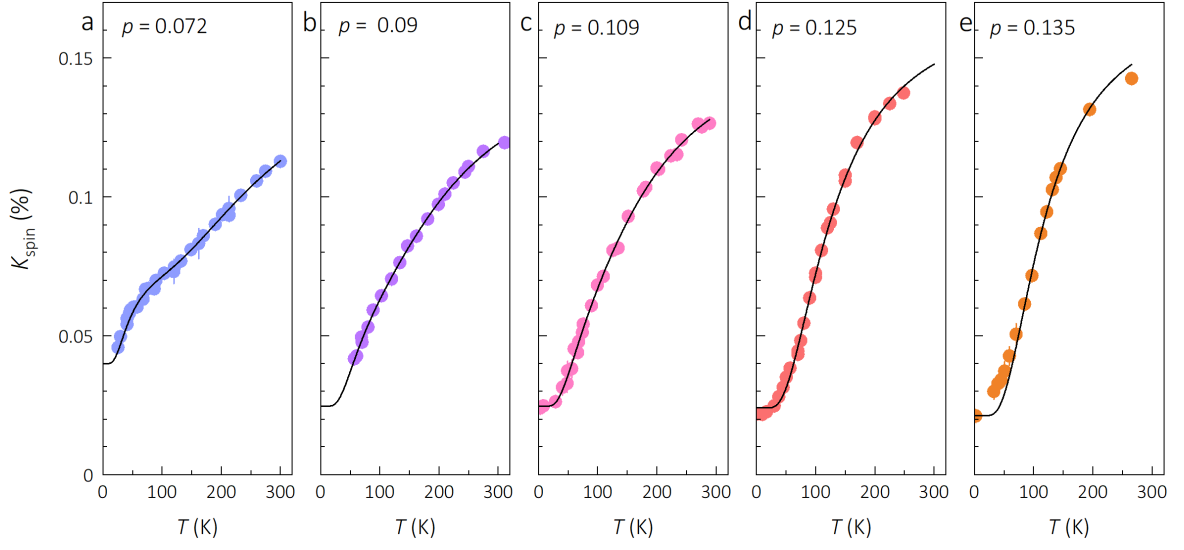 a p = 0.072
b p = 0.09
c p = 0.109
d p = 0.125
e p = 0.135
0.15
0.1
0.05
0
Kspin (%)
0 100 200 300
0 100 200 300
0 100 200 300
0 100 200 300
0 100 200 300
T (K)
T (K)
T (K)
T (K)
T (K)